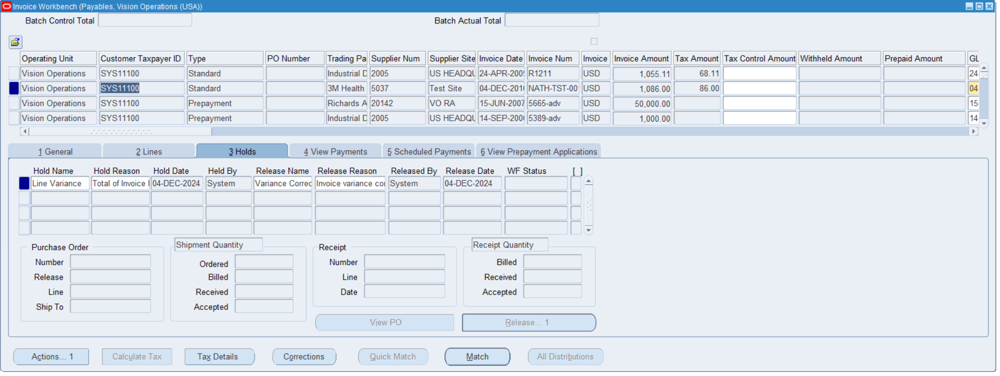 Invoice Workbench (Payables, Vision Operations (USA))
Batch Control Total Batch Actual Total
Operating Unit Customer Taxpayer ID Type PO Number Trading Pa Supplier Num Supplier Site Invoice Date Invoice Num Invoice Invoice Amount Tax Amount Tax Control Amount Withheld Amount Prepaid Amount GL
Vision Operations SYS11100 Standard Industrial D 2005 US HEADQU 24-APR-2009 R1211 USD 1,055.11 68.11 24-
Vision Operations SYS11100 Standard 3M Health 5037 Test Site 04-DEC-2016 NATH-TST-00 USD 1,086.00 86.00 04-
Vision Operations SYS11100 Prepayment Richards A 20142 VO RA 15-JUN-2007 5665-adv USD 50,000.00 15-
Vision Operations SYS11100 Prepayment Industrial D 2005 US HEADQU 14-SEP-200 5389-adv USD 1,000.00 14-
1 General 2 Lines 3 Holds 4 View Payments 5 Scheduled Payments 6 View Prepayment Applications
Hold Name Hold Reason Hold Date Held By Release Name Release Reason Released By Release Date WF Status [ ]
Line Variance Total of Invoice 04-DEC-2024 System Variance Correc Invoice variance cor System 04-DEC-2024
Purchase Order
Number
Release
Line
Ship To
Shipment Quantity
Ordered
Billed
Received
Accepted
Receipt
Number
Line
Date
Receipt Quantity
Billed
Received
Accepted
View PO Release... 1
Actions... 1 Calculate Tax Tax Details Corrections Quick Match Match All Distributions